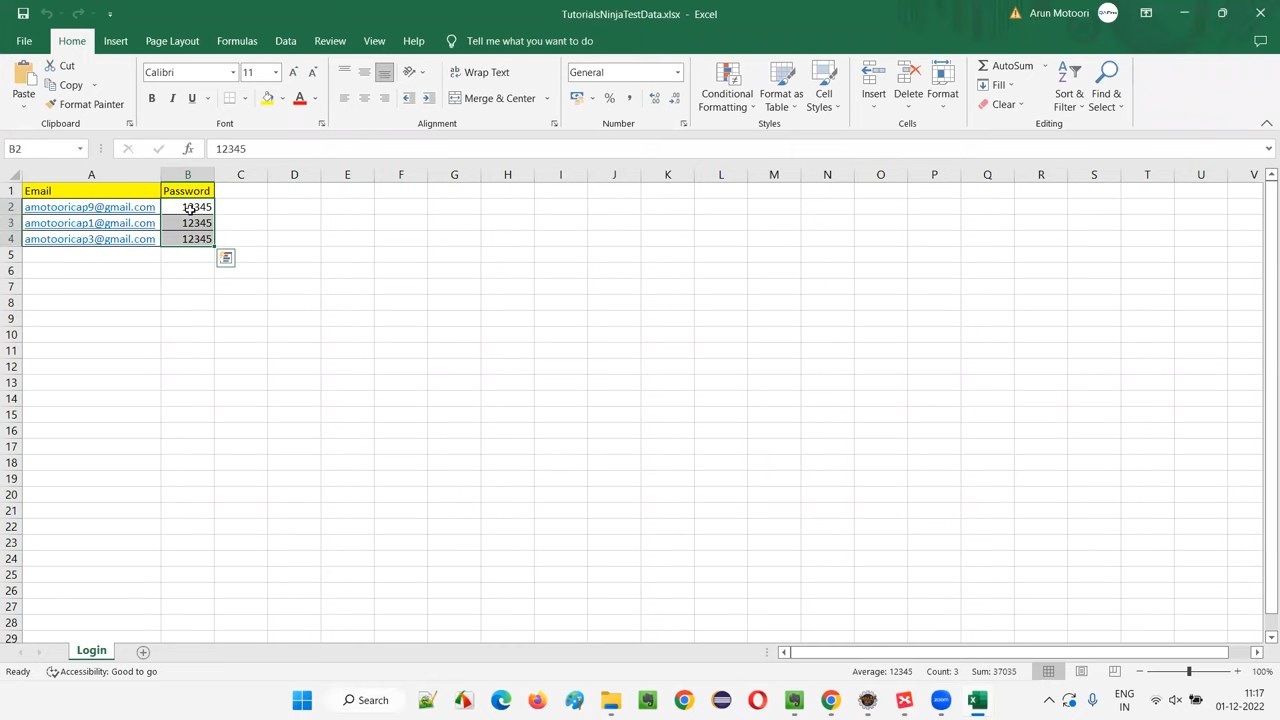 TutorialsNinjaTestData.xlsx - Excel
Arun Motoori
File Home Insert Page Layout Formulas Data Review View Help Tell me what you want to do
Paste
Cut
Copy
Format Painter
Clipboard
Calibri 11
B I U
Font
Wrap Text
Merge & Center
Alignment
General
Number
Conditional Formatting
Format as Table
Cell Styles
Styles
Insert
Delete
Format
Cells
AutoSum
Fill
Clear
Sort & Filter
Find & Select
Editing
B2 fx 12345
A B C D E F G H I J K L M N O P Q R S T U V
1 Email Password
2 amotooricap9@gmail.com 12345
3 amotooricap1@gmail.com 12345
4 amotooricap3@gmail.com 12345
5
6
7
8
9
10
11
12
13
14
15
16
17
18
19
20
21
22
23
24
25
26
27
28
29
Login
Ready Accessibility: Good to go Average: 12345 Count: 3 Sum: 37035 100%
Search
ENG
IN
11:17
01-12-2022